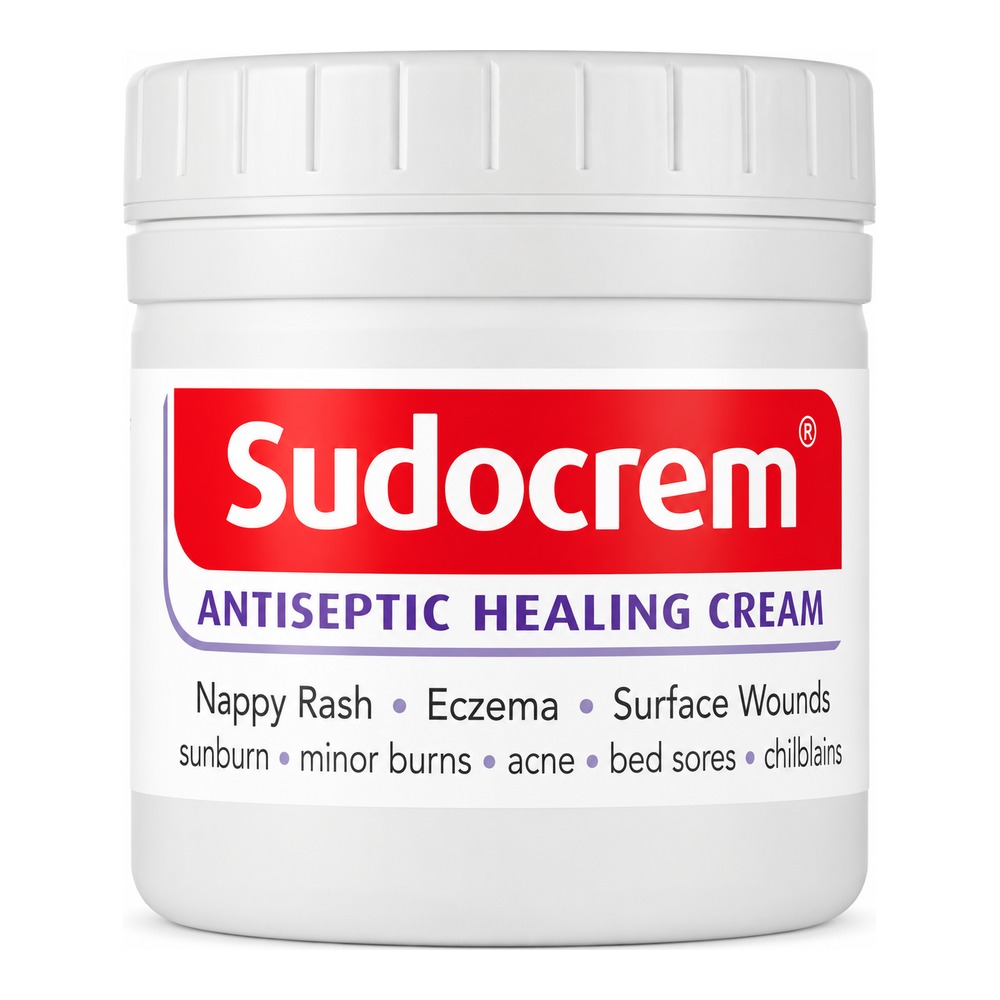 Sudocrem®
ANTISEPTIC HEALING CREAM
Nappy Rash • Eczema • Surface Wounds
sunburn • minor burns • acne • bed sores • chilblains